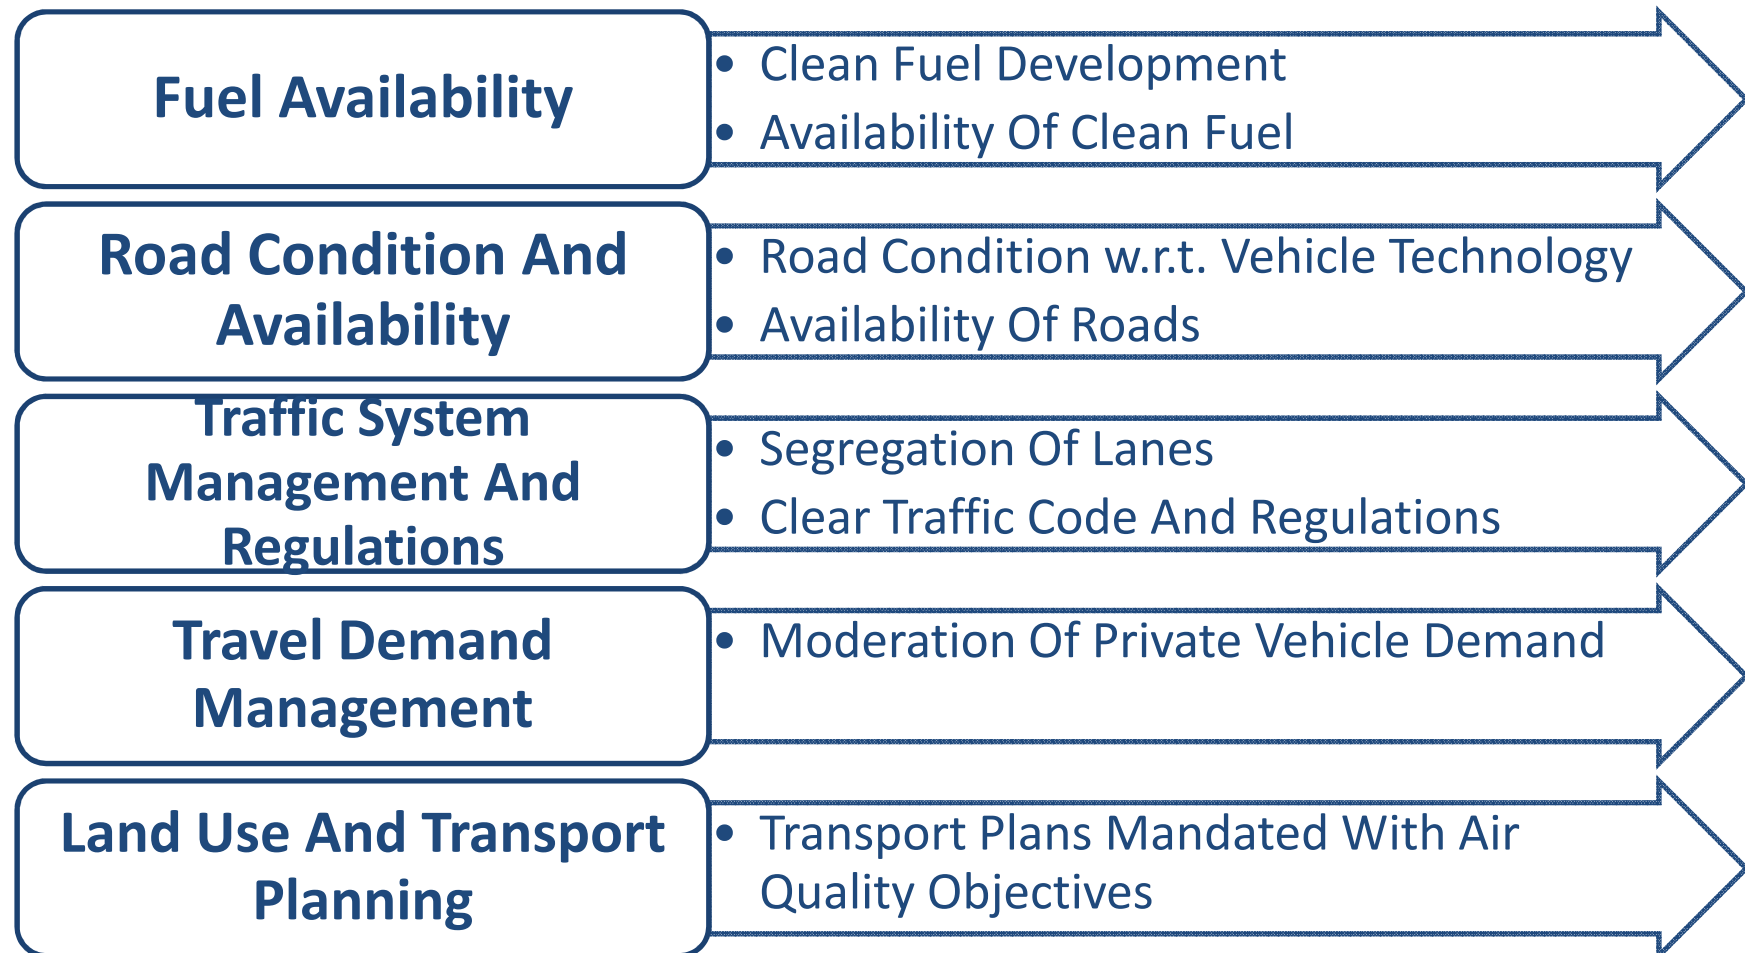 Fuel Availability
• Clean Fuel Development
• Availability Of Clean Fuel
Road Condition And
Availability
• Road Condition w.r.t. Vehicle Technology
• Availability Of Roads
Traffic System
Management And
Regulations
• Segregation Of Lanes
• Clear Traffic Code And Regulations
Travel Demand
Management
• Moderation Of Private Vehicle Demand
Land Use And Transport
Planning
• Transport Plans Mandated With Air
Quality Objectives